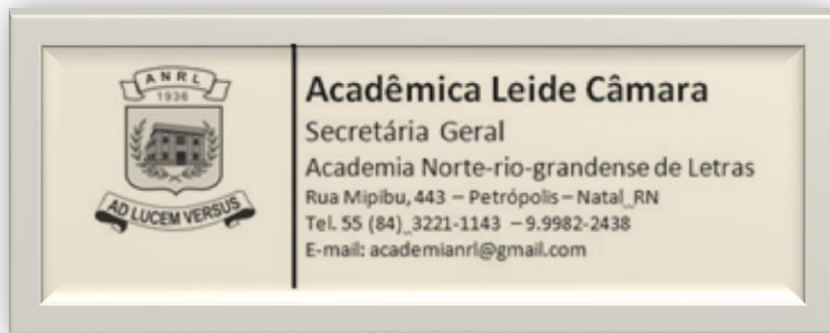 ANRL
1936
AD LUCEM VERSUS
Acadêmica Leide Câmara
Secretária Geral
Academia Norte-rio-grandense de Letras
Rua Mipibu, 443 – Petrópolis – Natal_RN
Tel. 55 (84)_3221-1143 – 9.9982-2438
E-mail: academianrl@gmail.com